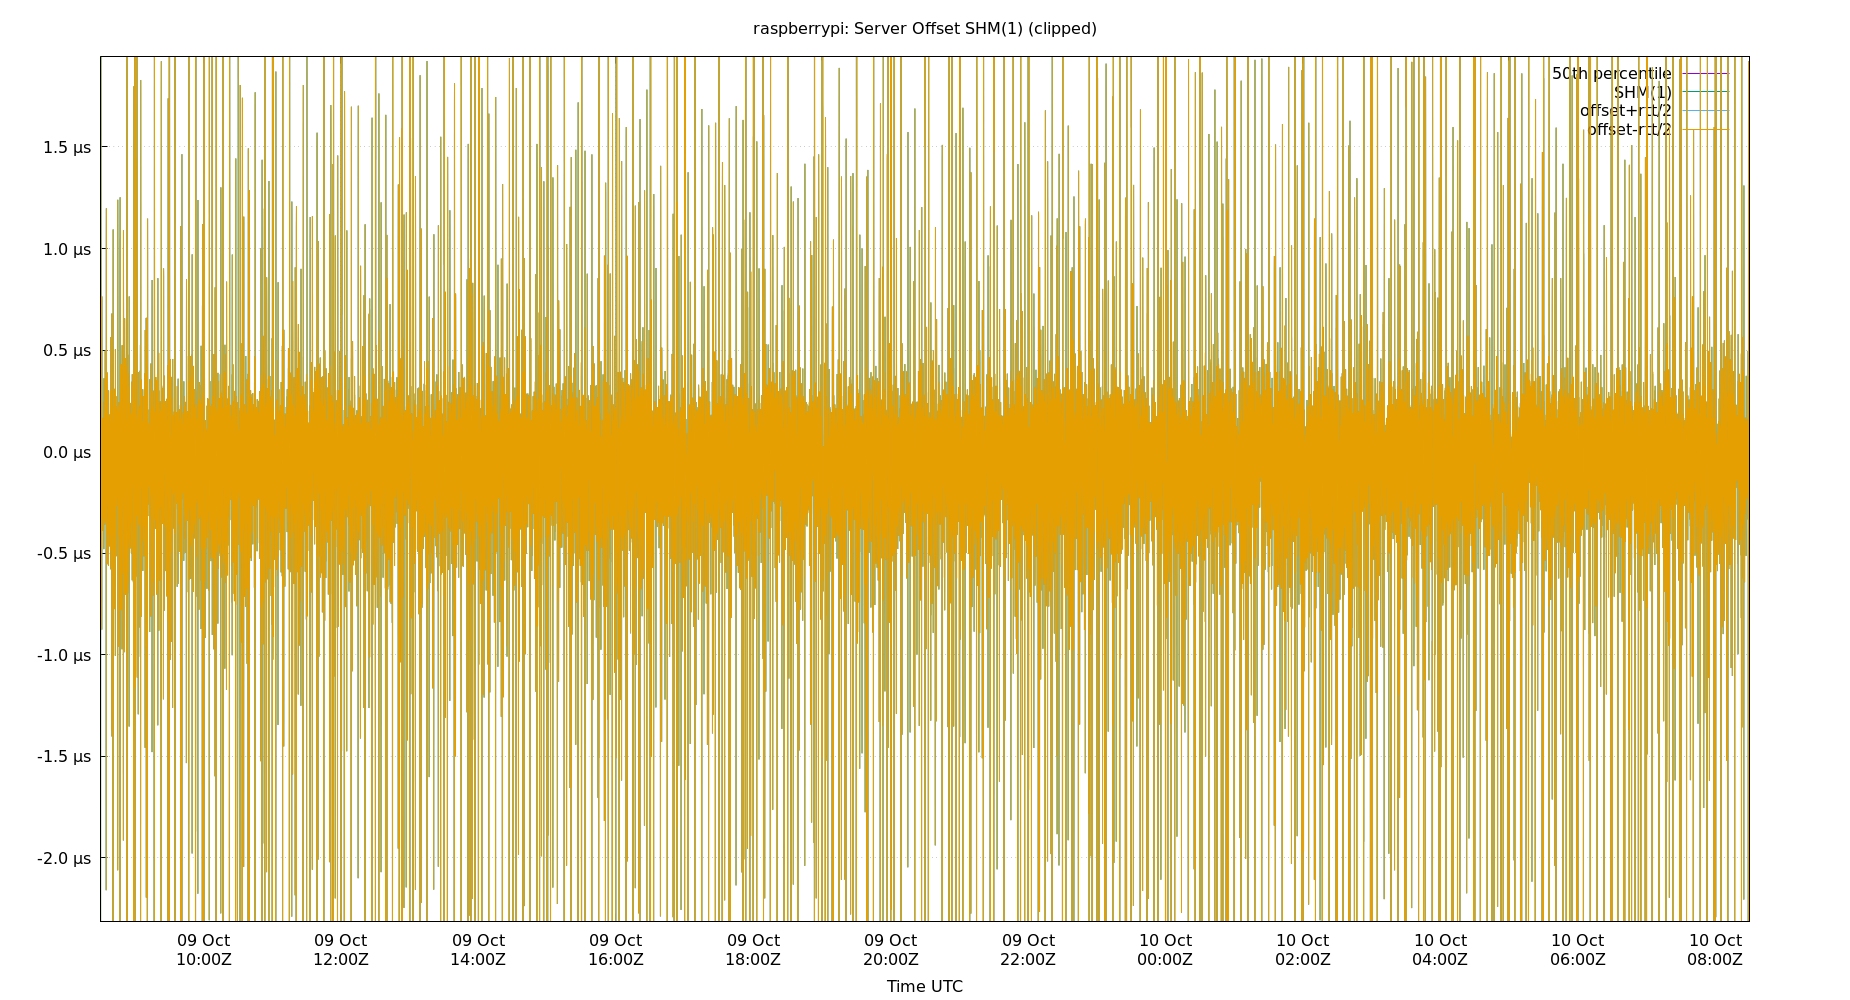 raspberrypi: Server Offset SHM(1) (clipped)
50th percentile
SHM(1)
offset+rtt/2
offset-rtt/2
1.5 µs
1.0 µs
0.5 µs
0.0 µs
-0.5 µs
-1.0 µs
-1.5 µs
-2.0 µs
09 Oct 09 Oct 09 Oct 09 Oct 09 Oct 09 Oct 09 Oct 10 Oct 10 Oct 10 Oct 10 Oct 10 Oct
10:00Z 12:00Z 14:00Z 16:00Z 18:00Z 20:00Z 22:00Z 00:00Z 02:00Z 04:00Z 06:00Z 08:00Z
Time UTC